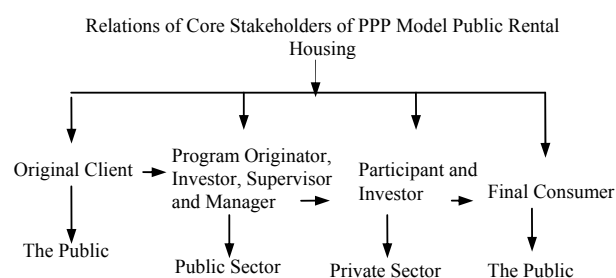 Relations of Core Stakeholders of PPP Model Public Rental
Housing
Original Client
Program Originator,
Investor, Supervisor
and Manager
Participant and
Investor
Final Consumer
The Public
Public Sector
Private Sector
The Public